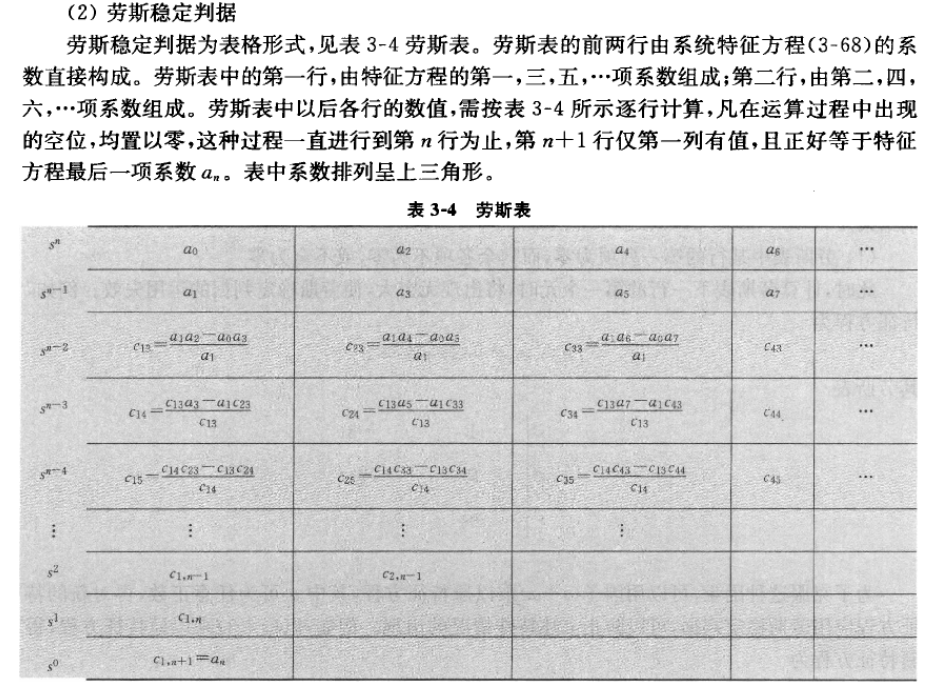 (2) 劳斯稳定判据
劳斯稳定判据为表格形式,见表 3-4 劳斯表。劳斯表的前两行由系统特征方程(3-68)的系
数直接构成。劳斯表中的第一行,由特征方程的第一,三,五,…项系数组成;第二行,由第二,四,
六,…项系数组成。劳斯表中以后各行的数值,需按表 3-4 所示逐行计算,凡在运算过程中出现
的空位,均置以零,这种过程一直进行到第 n 行为止,第 n+1 行仅第一列有值,且正好等于特征
方程最后一项系数 aₙ。表中系数排列呈上三角形。
表 3-4 劳斯表
s^n a_0 a_2 a_4 a_6 …
s^{n-1} a_1 a_3 a_5 a_7 …
s^{n-2} c_{13}=\frac{a_1a_2-a_0a_3}{a_1} c_{23}=\frac{a_1a_4-a_0a_5}{a_1} c_{33}=\frac{a_1a_6-a_0a_7}{a_1} c_{43} …
s^{n-3} c_{14}=\frac{c_{13}a_3-a_1c_{23}}{c_{13}} c_{24}=\frac{c_{13}a_5-a_1c_{33}}{c_{13}} c_{34}=\frac{c_{13}a_7-a_1c_{43}}{c_{13}} c_{44} …
s^{n-4} c_{15}=\frac{c_{14}c_{23}-c_{13}c_{24}}{c_{14}} c_{25}=\frac{c_{14}c_{33}-c_{13}c_{34}}{c_{14}} c_{35}=\frac{c_{14}c_{43}-c_{13}c_{44}}{c_{14}} c_{45} …
⋮ ⋮ ⋮ ⋮
s^2 c_{1,n-1} c_{2,n-1}
s^1 c_{1,n}
s^0 c_{1,n+1}=a_n